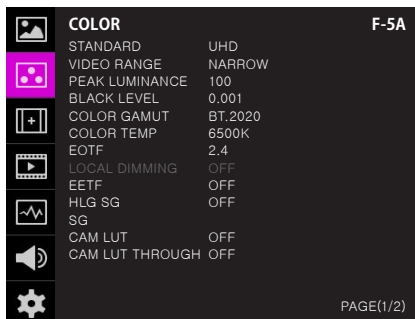 COLOR F-5A
STANDARD UHD
VIDEO RANGE NARROW
PEAK LUMINANCE 100
BLACK LEVEL 0.001
COLOR GAMUT BT.2020
COLOR TEMP 6500K
EOTF 2.4
LOCAL DIMMING OFF
EETF OFF
HLG SG OFF
SG
CAM LUT OFF
CAM LUT THROUGH OFF
PAGE(1/2)